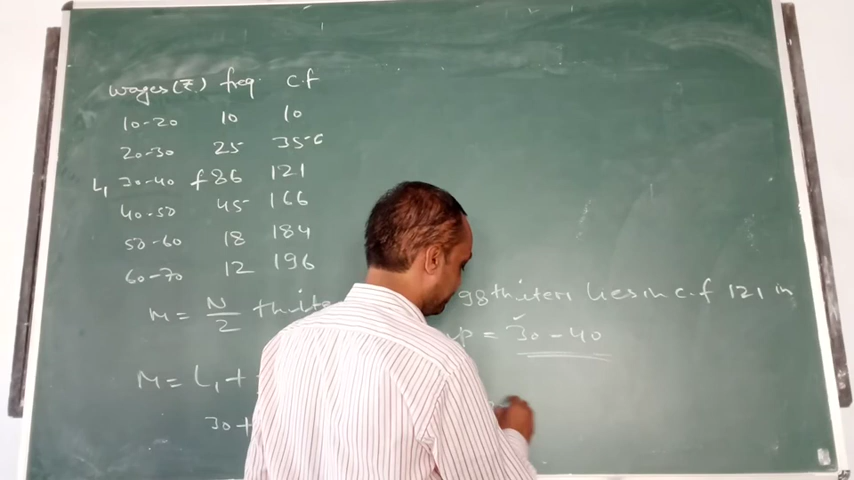 wages(₹) freq. c.f
10-20 10 10
20-30 25 35-c
L₁ 30-40 f 86 121
40-50 45 166
50-60 18 184
60-70 12 196
M = N/2 98th item lies in c.f 121 in
= 30-40
M = L₁ +
30 +